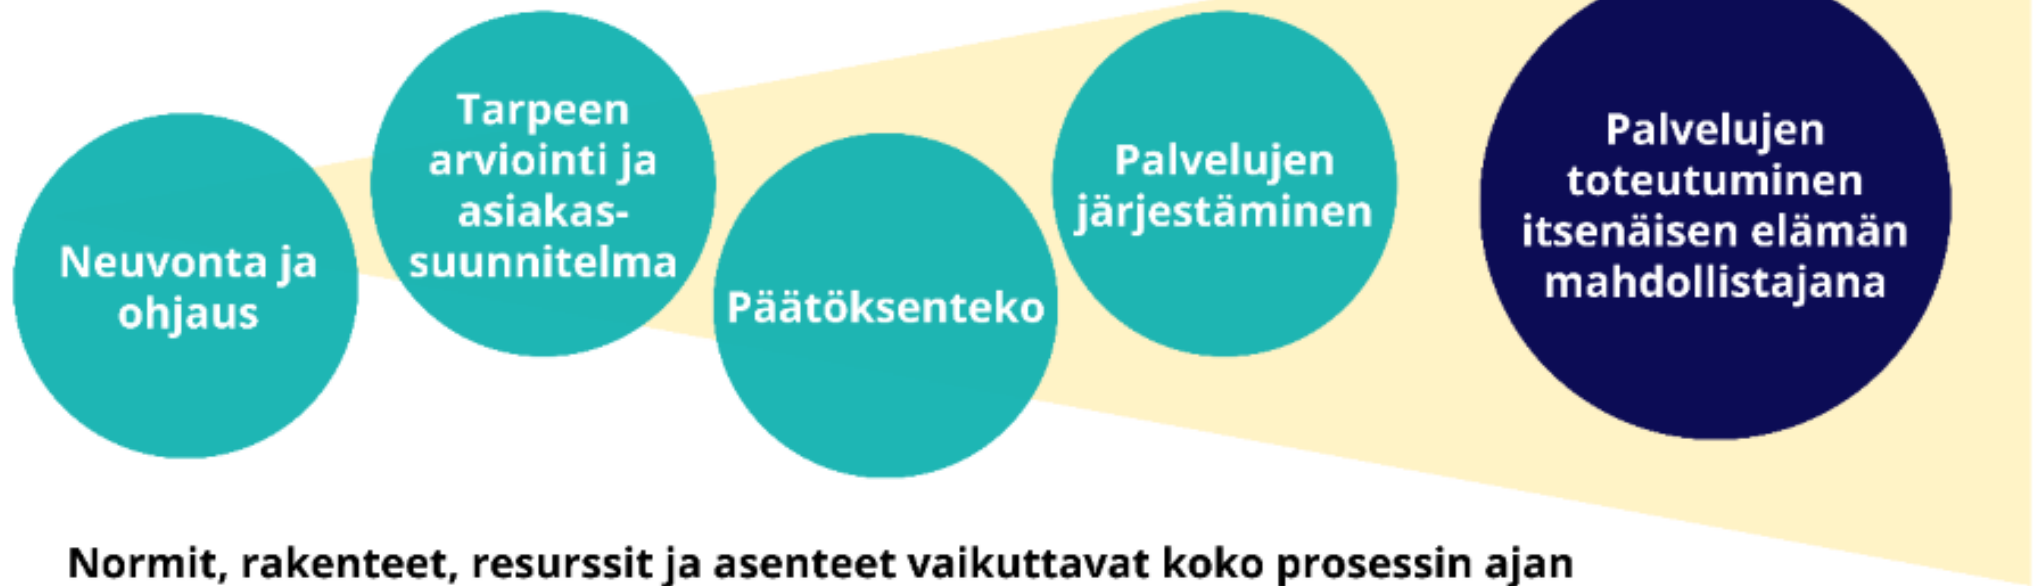 Neuvonta ja
ohjaus
Tarpeen
arviointi ja
asiakas-
suunnitelma
Päätöksenteko
Palvelujen
järjestäminen
Palvelujen
toteutuminen
itsenäisen elämän
mahdollistajana
Normit, rakenteet, resurssit ja asenteet vaikuttavat koko prosessin ajan